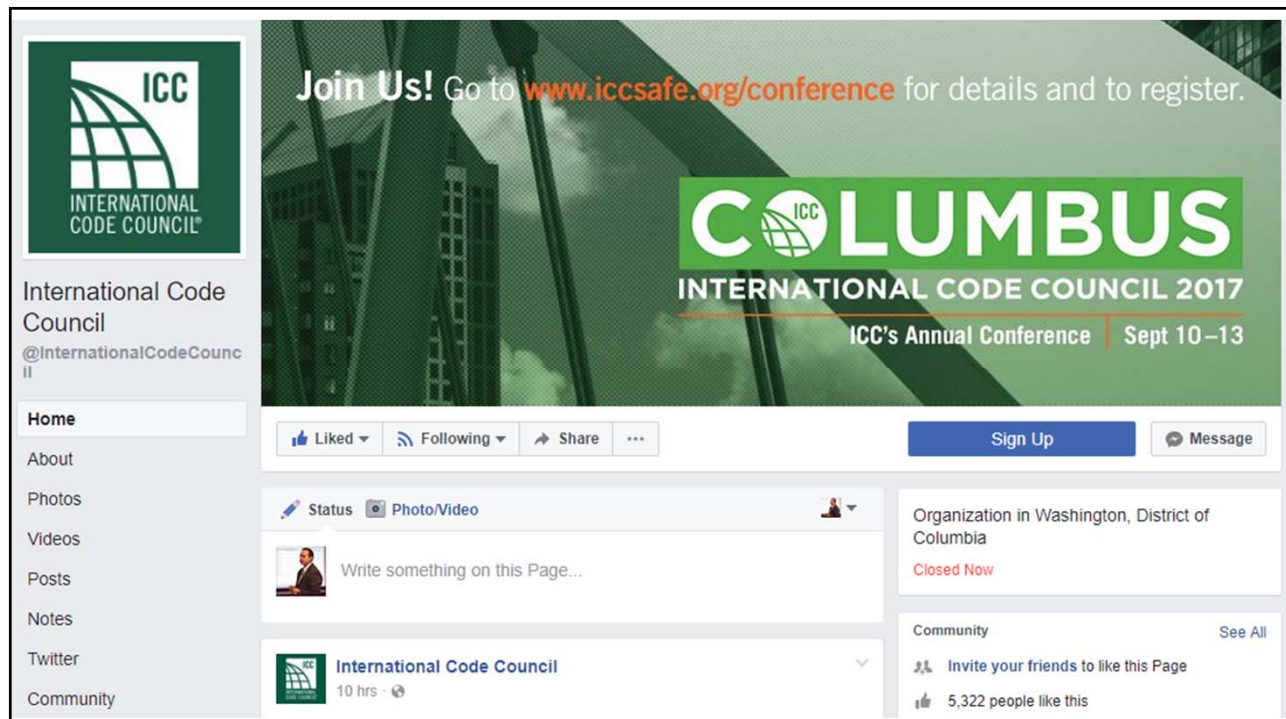 ICC
INTERNATIONAL
CODE COUNCIL®
International Code
Council
@InternationalCodeCounc
il
Home
About
Photos
Videos
Posts
Notes
Twitter
Community
Join Us! Go to www.iccsafe.org/conference for details and to register.
ICC
COLUMBUS
INTERNATIONAL CODE COUNCIL 2017
ICC's Annual Conference | Sept 10–13
Liked
Following
Share
...
Sign Up
Message
Status
Photo/Video
Write something on this Page...
ICC
International Code Council
10 hrs ·
Organization in Washington, District of
Columbia
Closed Now
Community
See All
Invite your friends to like this Page
5,322 people like this